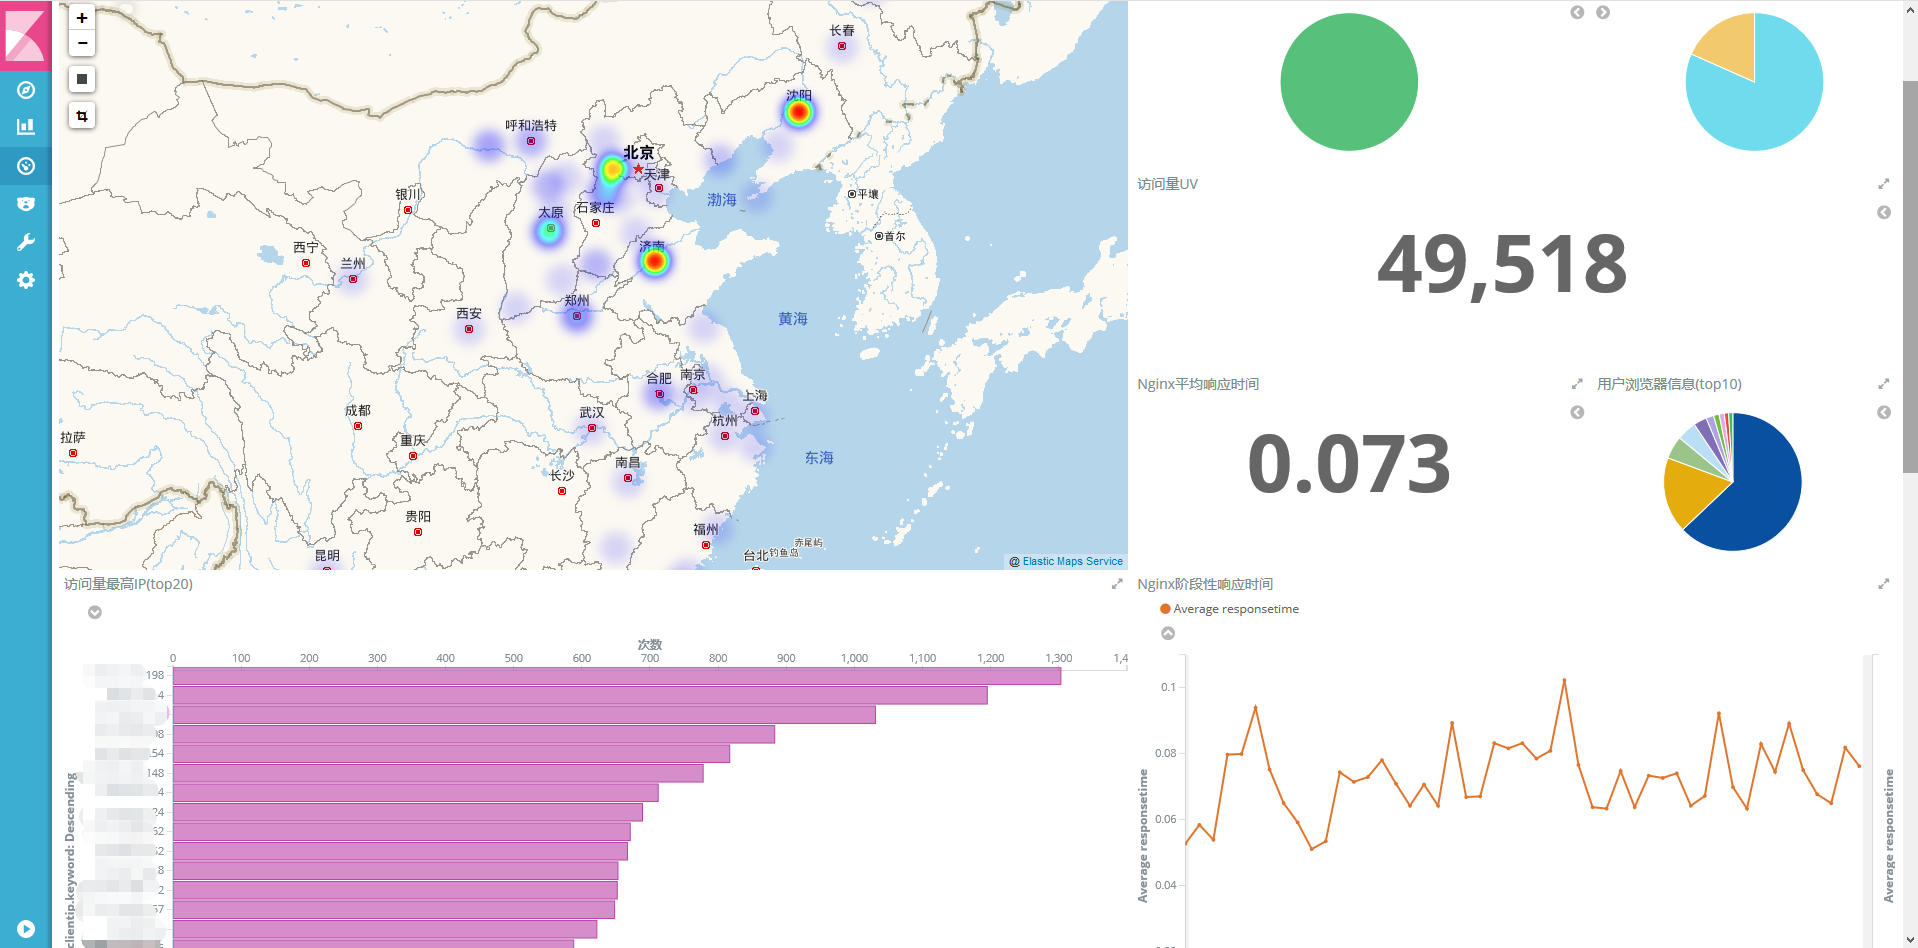 +
−
长春
沈阳
呼和浩特
北京
天津
银川
渤海
平壤
太原
石家庄
首尔
西宁
兰州
济南
郑州
西安
黄海
合肥
南京
上海
成都
武汉
杭州
拉萨
重庆
南昌
东海
长沙
贵阳
福州
昆明
台北
钓鱼岛
赤尾屿
@ Elastic Maps Service
访问量UV
49,518
Nginx平均响应时间
0.073
用户浏览器信息(top10)
访问量最高IP(top20)
次数
0 100 200 300 400 500 600 700 800 900 1,000 1,100 1,200 1,300 1,4
198
4
98
54
148
4
24
52
52
8
2
57
clientip.keyword: Descending
Nginx阶段性响应时间
Average responsetime
0.1
0.08
0.06
0.04
Average responsetime
Average responsetime